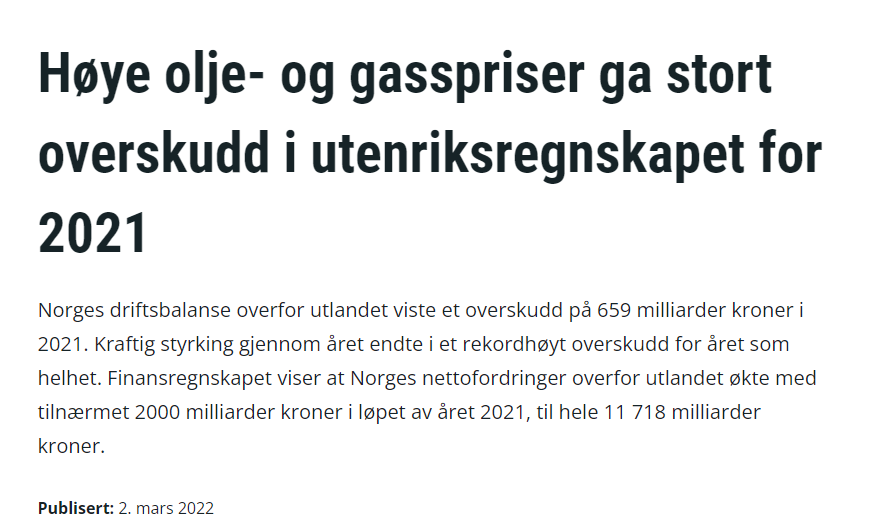 Høye olje- og gasspriser ga stort
overskudd i utenriksregnskapet for
2021
Norges driftsbalanse overfor utlandet viste et overskudd på 659 milliarder kroner i
2021. Kraftig styrking gjennom året endte i et rekordhøyt overskudd for året som
helhet. Finansregnskapet viser at Norges nettofordringer overfor utlandet økte med
tilnærmet 2000 milliarder kroner i løpet av året 2021, til hele 11 718 milliarder
kroner.
Publisert: 2. mars 2022